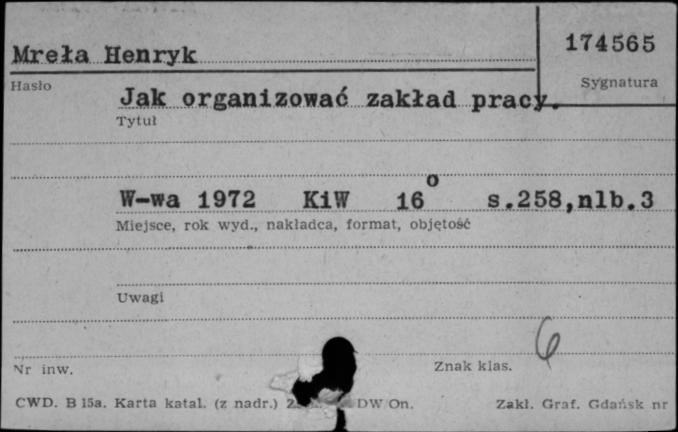 Mreła Henryk
174565
Hasło
Sygnatura
Jak organizować zakład pracy.
Tytuł
W-wa 1972 KiW 16° s.258,nlb.3
Miejsce, rok wyd., nakładca, format, objętość
Uwagi
6
Nr inw.
Znak klas.
CWD. B 15a. Karta katal. (z nadr.) DW On. Zakł. Graf. Gdańsk nr